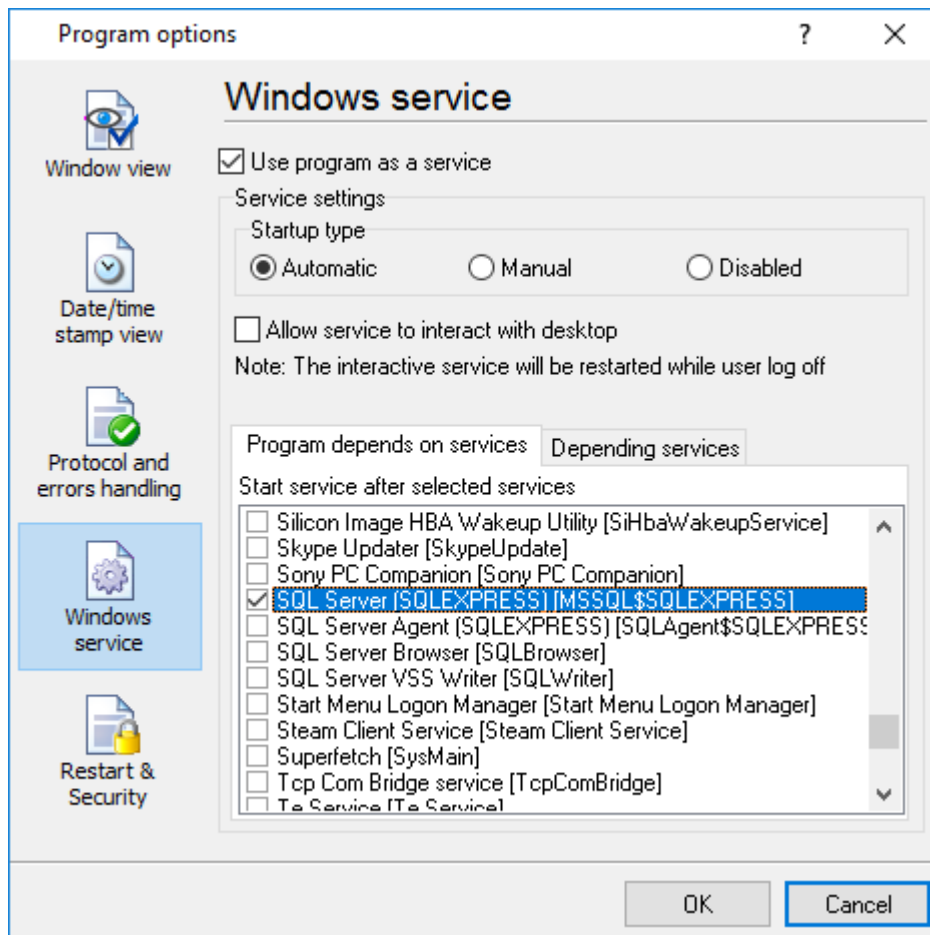 Program options
Windows service
Window view
Date/time
stamp view
Protocol and
errors handling
Windows
service
Restart &
Security
Use program as a service
Service settings
Startup type
Automatic
Manual
Disabled
Allow service to interact with desktop
Note: The interactive service will be restarted while user log off
Program depends on services
Depending services
Start service after selected services
Silicon Image HBA Wakeup Utility [SiHbaWakeupService]
Skype Updater [SkypeUpdate]
Sony PC Companion [Sony PC Companion]
SQL Server (SQLEXPRESS) [MSSQL$SQLEXPRESS]
SQL Server Agent (SQLEXPRESS) [SQLAgent$SQLEXPRESS
SQL Server Browser [SQLBrowser]
SQL Server VSS Writer [SQLWriter]
Start Menu Logon Manager [Start Menu Logon Manager]
Steam Client Service [Steam Client Service]
Superfetch [SysMain]
Tcp Com Bridge service [TcpComBridge]
Te.Service [Te.Service]
OK
Cancel